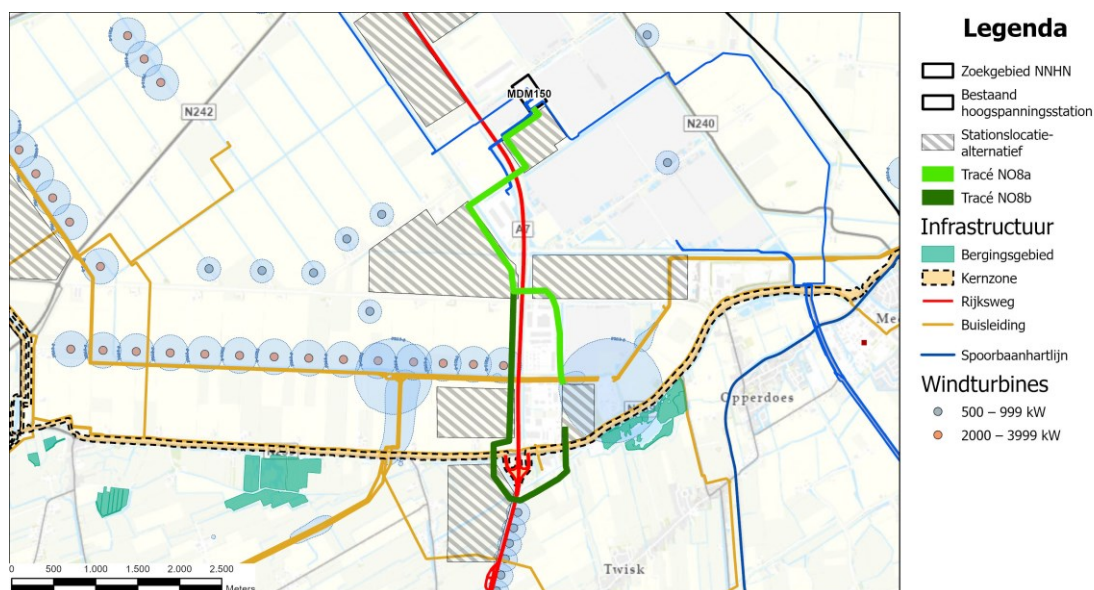 MDM150
N242
N240
A7
Opperdoes
Twisk
0 500 1.000 1.500 2.000 2.500
Meters
Legenda
Zoekgebied NNHN
Bestaand
hoogspanningsstation
Stationslocatie-
alternatief
Tracé NO8a
Tracé NO8b
Infrastructuur
Bergingsgebied
Kernzone
Rijksweg
Buisleiding
Spoorbaanhartlijn
Windturbines
500 – 999 kW
2000 – 3999 kW